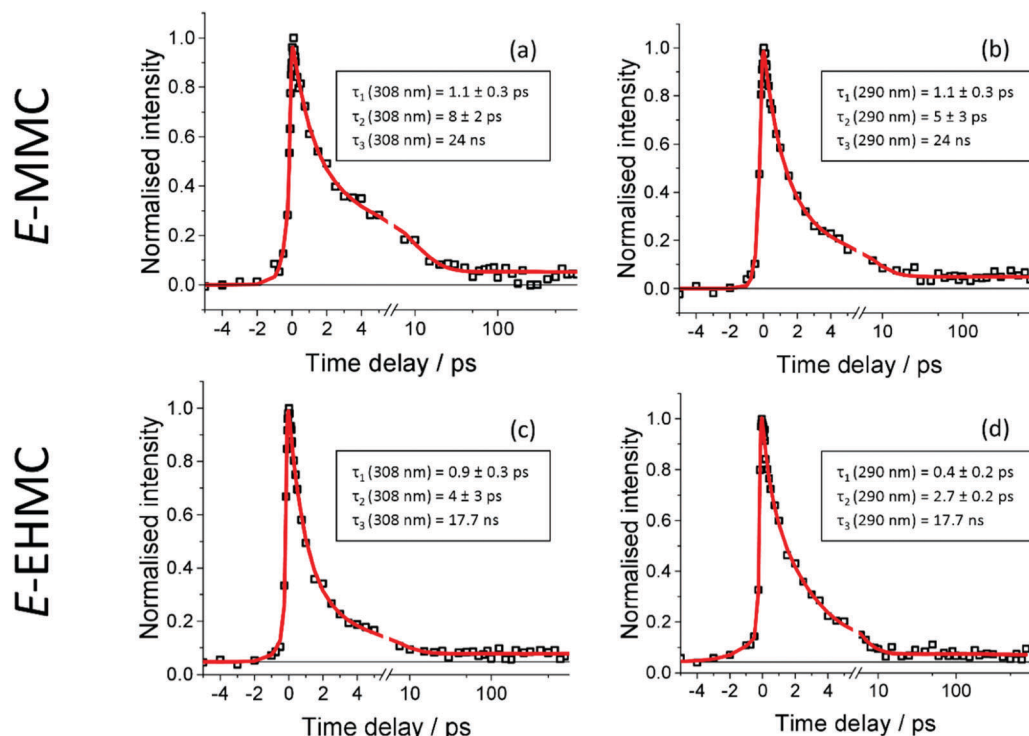 E-MMC
(a)
τ₁ (308 nm) = 1.1 ± 0.3 ps
τ₂ (308 nm) = 8 ± 2 ps
τ₃ (308 nm) = 24 ns
Normalised intensity
1.0
0.8
0.6
0.4
0.2
0.0
-4 -2 0 2 4 10 100
Time delay / ps
(b)
τ₁ (290 nm) = 1.1 ± 0.3 ps
τ₂ (290 nm) = 5 ± 3 ps
τ₃ (290 nm) = 24 ns
Normalised intensity
1.0
0.8
0.6
0.4
0.2
0.0
-4 -2 0 2 4 10 100
Time delay / ps
E-EHMC
(c)
τ₁ (308 nm) = 0.9 ± 0.3 ps
τ₂ (308 nm) = 4 ± 3 ps
τ₃ (308 nm) = 17.7 ns
Normalised intensity
1.0
0.8
0.6
0.4
0.2
0.0
-4 -2 0 2 4 10 100
Time delay / ps
(d)
τ₁ (290 nm) = 0.4 ± 0.2 ps
τ₂ (290 nm) = 2.7 ± 0.2 ps
τ₃ (290 nm) = 17.7 ns
Normalised intensity
1.0
0.8
0.6
0.4
0.2
0.0
-4 -2 0 2 4 10 100
Time delay / ps